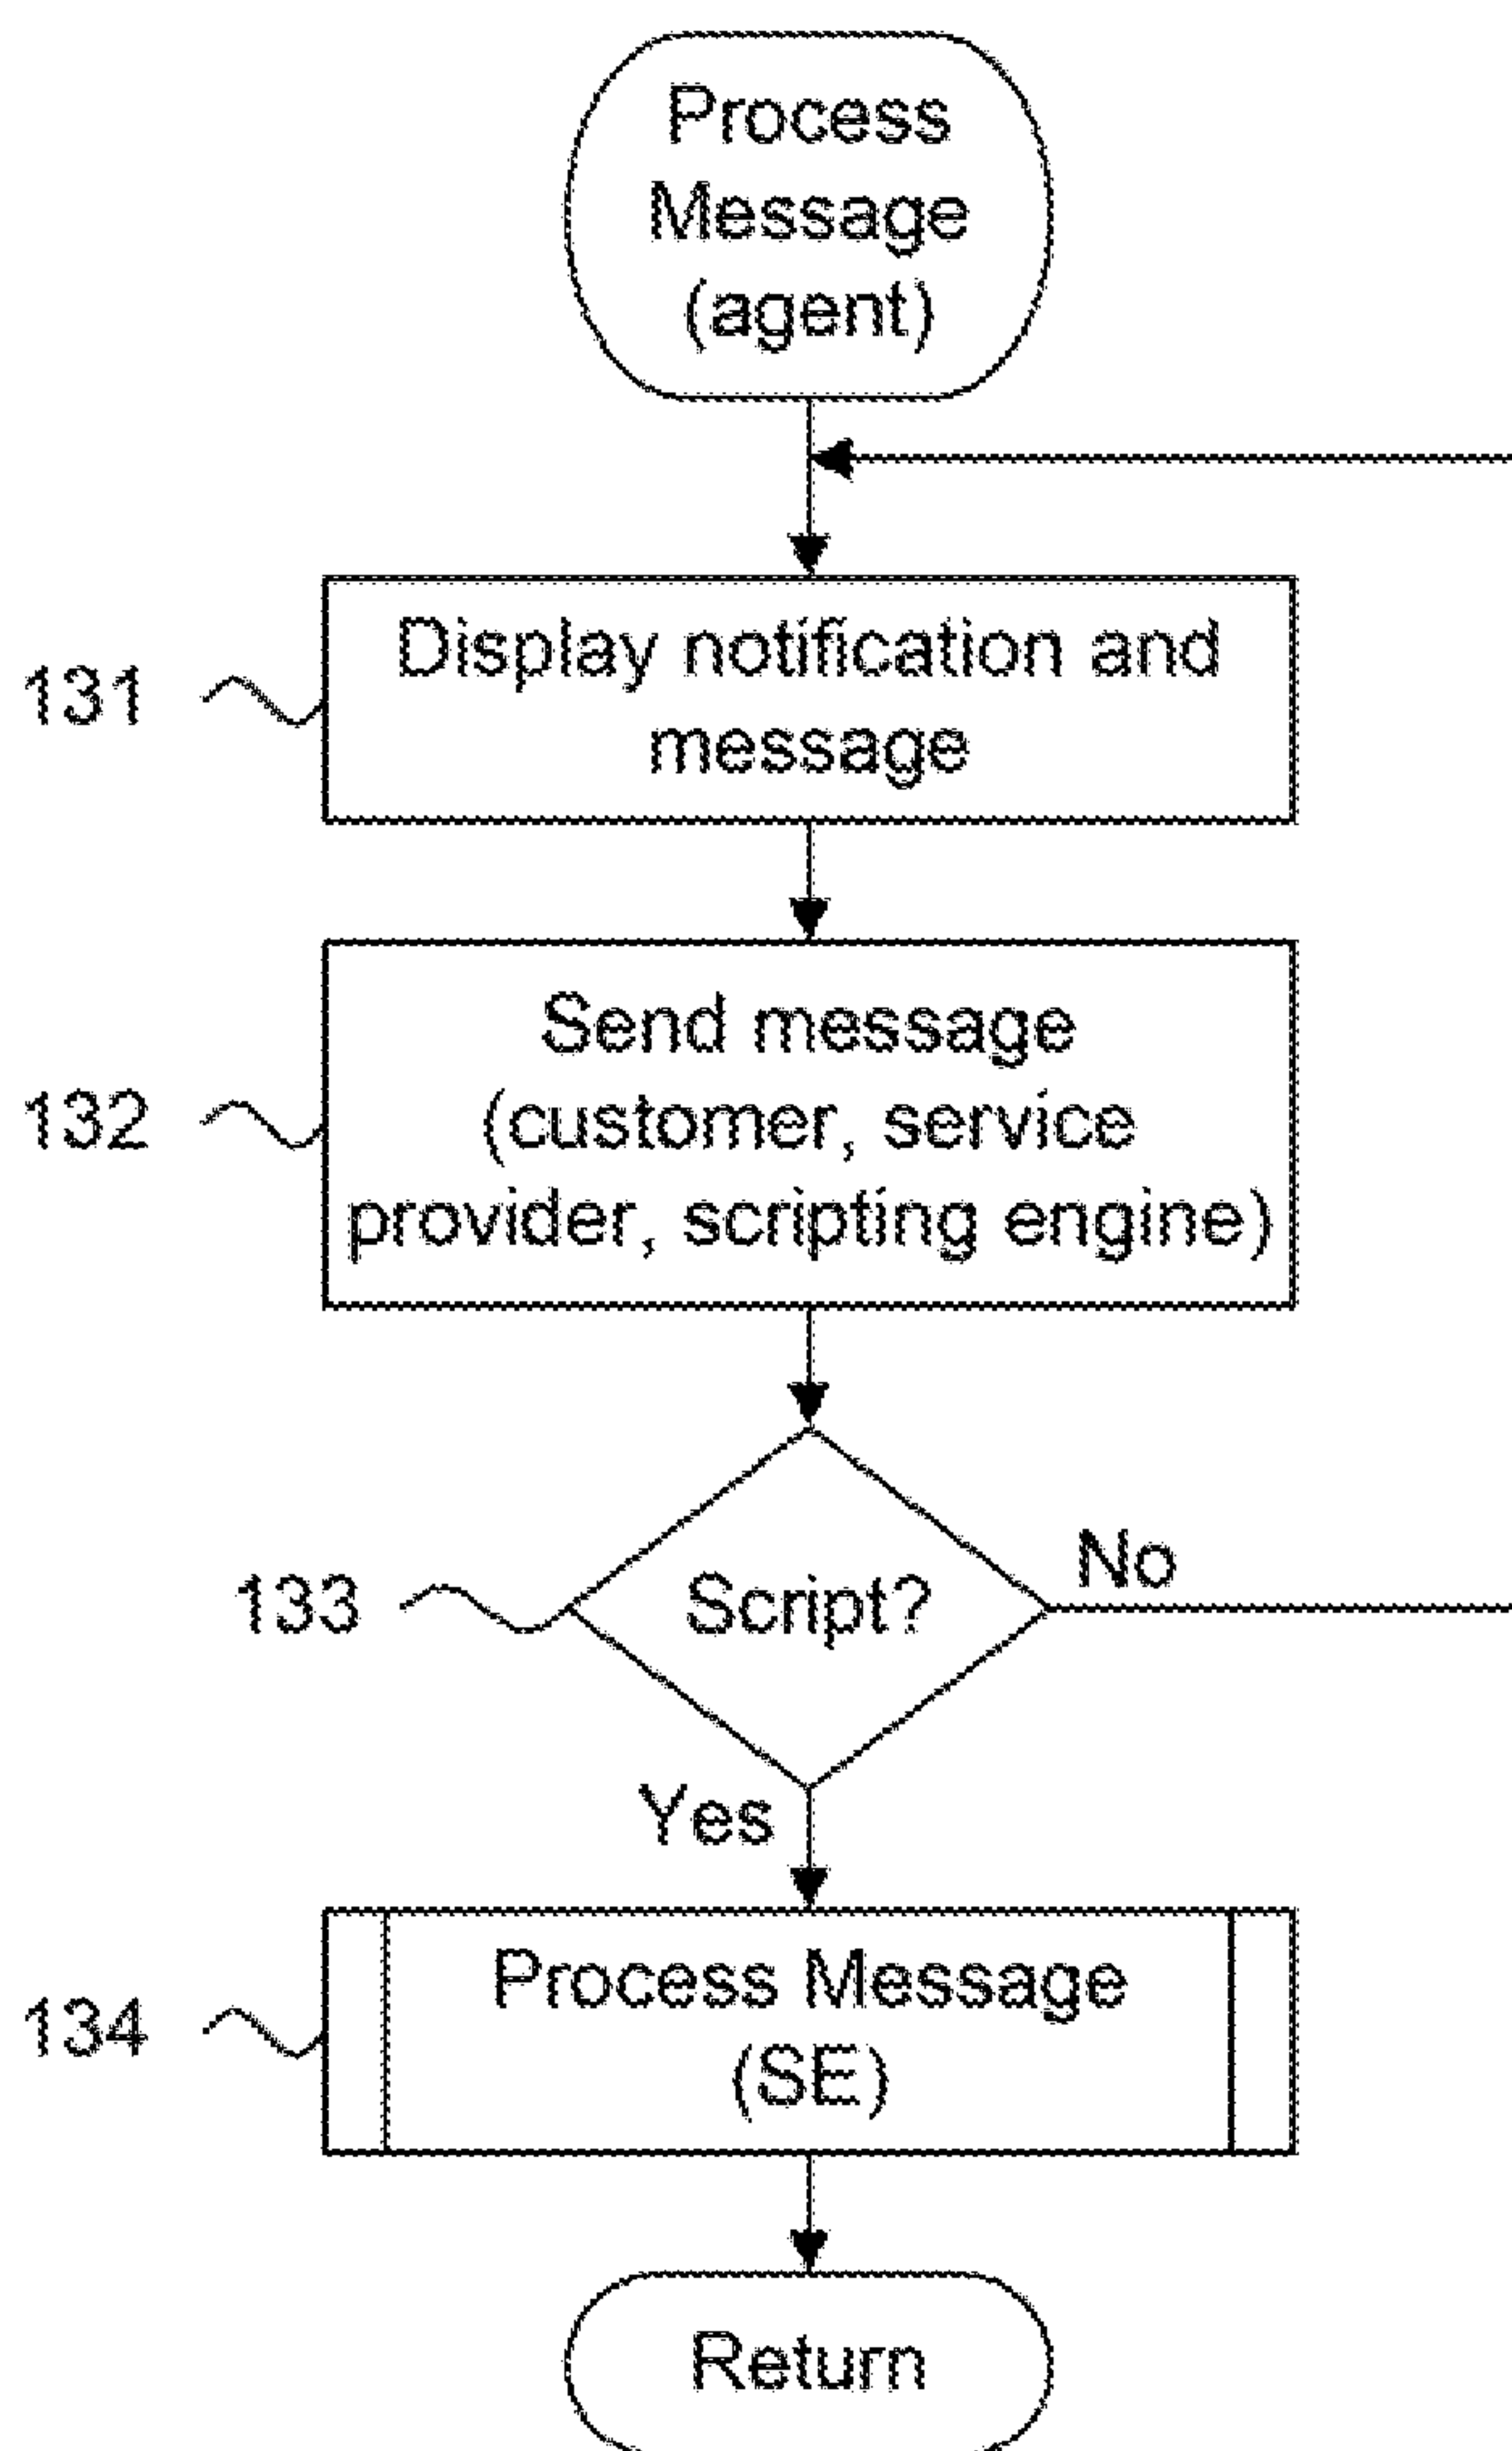 Process
Message
(agent)
131
Display notification and
message
132
Send message
(customer, service
provider, scripting engine)
133
Script?
No
Yes
134
Process Message
(SE)
Return